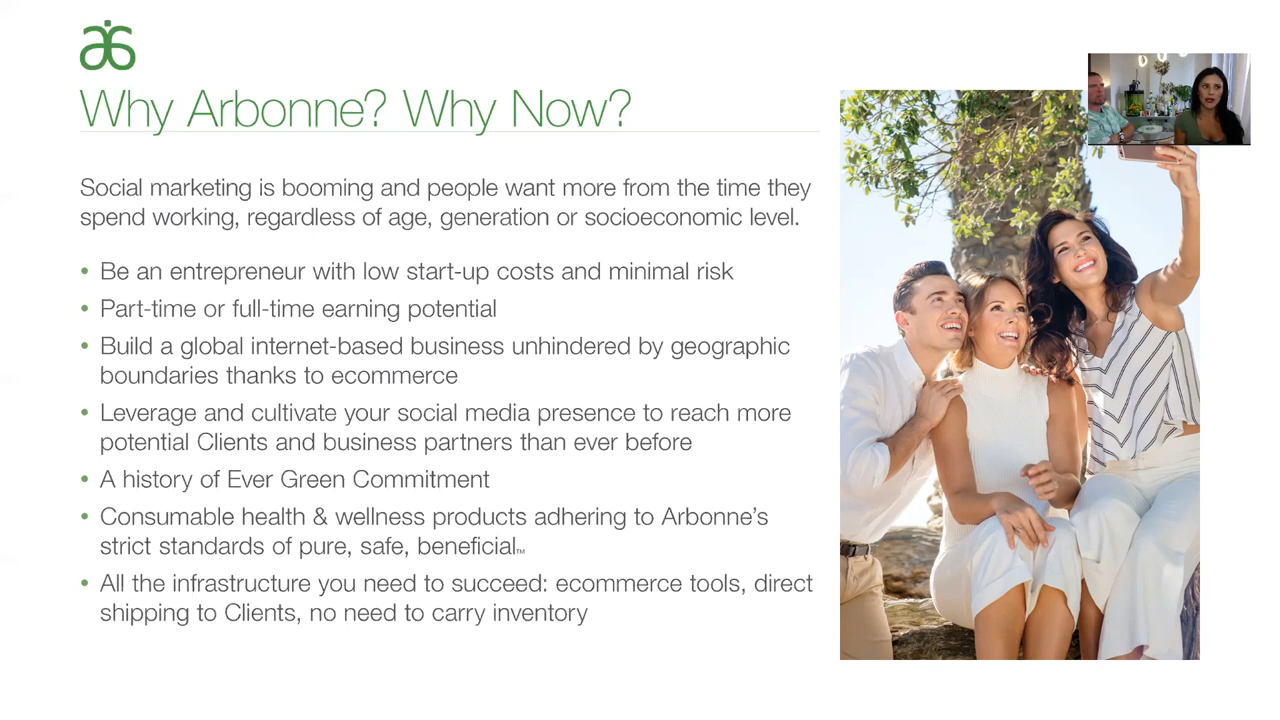 Why Arbonne? Why Now?
Social marketing is booming and people want more from the time they
spend working, regardless of age, generation or socioeconomic level.
• Be an entrepreneur with low start-up costs and minimal risk
• Part-time or full-time earning potential
• Build a global internet-based business unhindered by geographic
boundaries thanks to ecommerce
• Leverage and cultivate your social media presence to reach more
potential Clients and business partners than ever before
• A history of Ever Green Commitment
• Consumable health & wellness products adhering to Arbonne’s
strict standards of pure, safe, beneficial™
• All the infrastructure you need to succeed: ecommerce tools, direct
shipping to Clients, no need to carry inventory